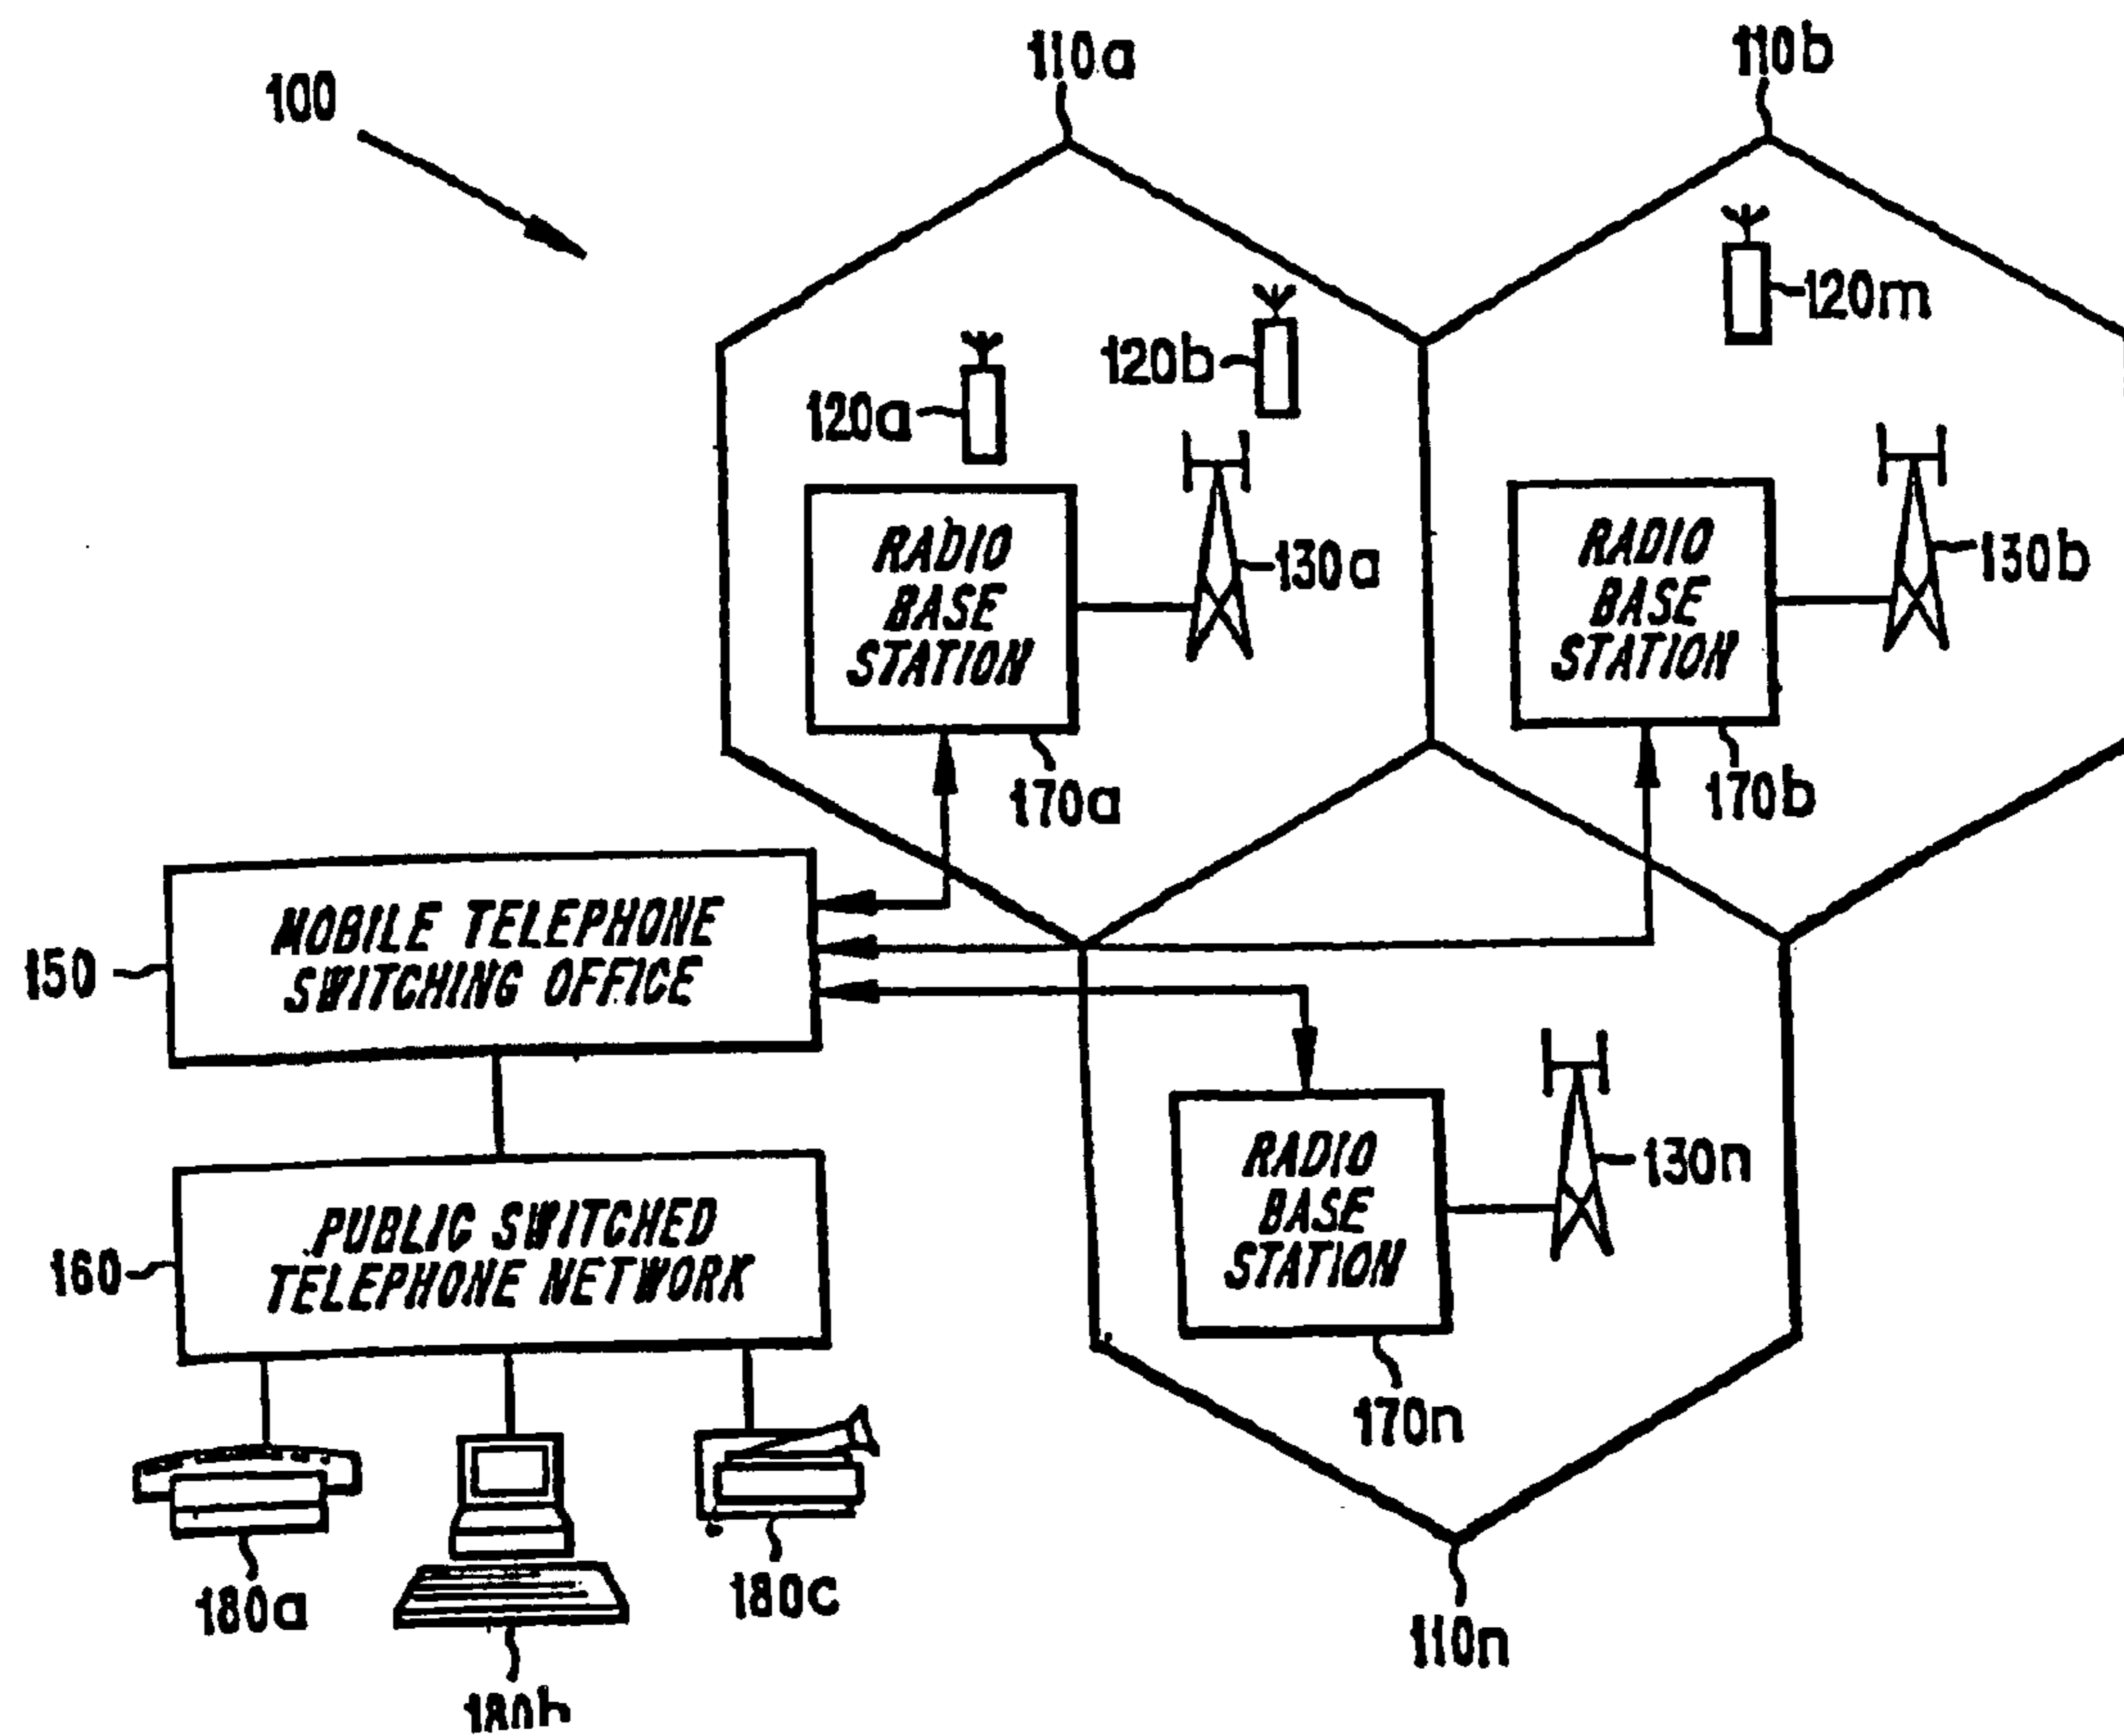 110a
110b
100
120m
120b
120a
RADIO
BASE
STATION
130a
RADIO
BASE
STATION
130b
170a
170b
MOBILE TELEPHONE
SWITCHING OFFICE
150
RADIO
BASE
STATION
130n
PUBLIC SWITCHED
TELEPHONE NETWORK
160
170n
180a
180c
180b
110n